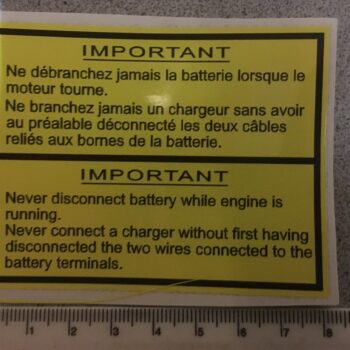 IMPORTANT
Ne débranchez jamais la batterie lorsque le
moteur tourne.
Ne branchez jamais un chargeur sans avoir
au préalable déconnecté les deux câbles
reliés aux bornes de la batterie.
IMPORTANT
Never disconnect battery while engine is
running.
Never connect a charger without first having
disconnected the two wires connected to the
battery terminals.
1 2 3 4 5 6 7 8